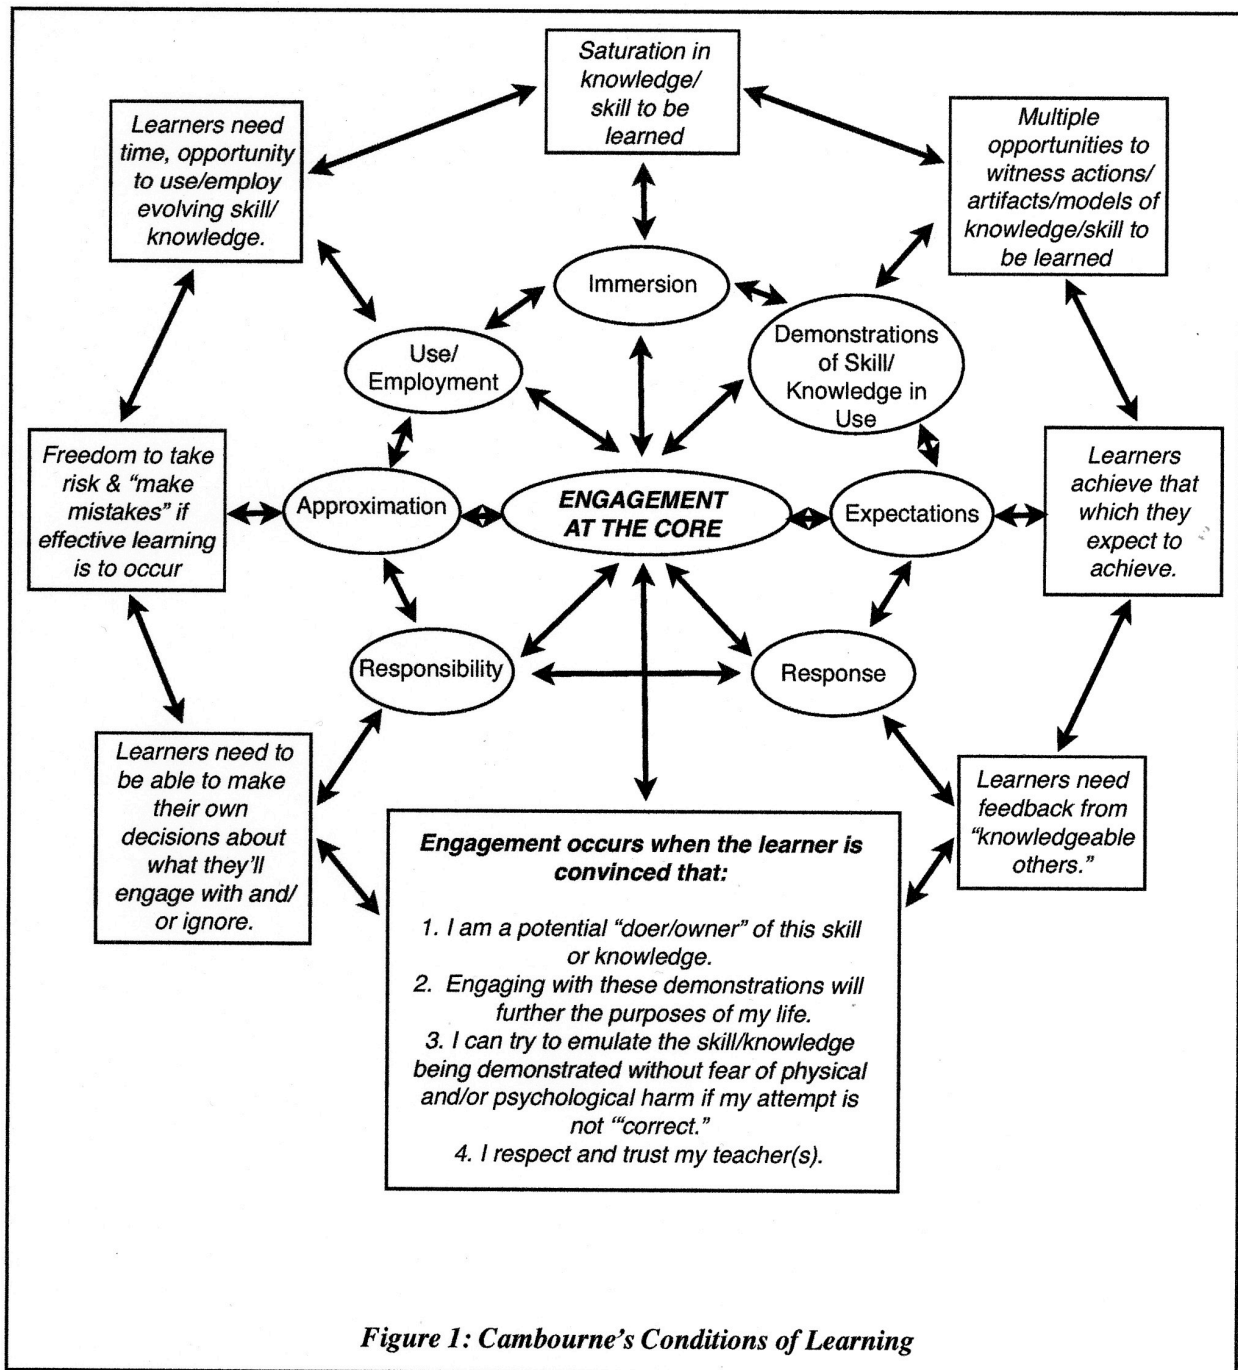 Saturation in
knowledge/
skill to be
learned
Learners need
time, opportunity
to use/employ
evolving skill/
knowledge.
Multiple
opportunities to
witness actions/
artifacts/models of
knowledge/skill to
be learned
Immersion
Use/
Employment
Demonstrations
of Skill/
Knowledge in
Use
Freedom to take
risk & “make
mistakes” if
effective learning
is to occur
Approximation
ENGAGEMENT
AT THE CORE
Expectations
Learners
achieve that
which they
expect to
achieve.
Responsibility
Response
Learners need to
be able to make
their own
decisions about
what they’ll
engage with and/
or ignore.
Learners need
feedback from
“knowledgeable
others.”
Engagement occurs when the learner is
convinced that:
1. I am a potential “doer/owner” of this skill
or knowledge.
2. Engaging with these demonstrations will
further the purposes of my life.
3. I can try to emulate the skill/knowledge
being demonstrated without fear of physical
and/or psychological harm if my attempt is
not “‘correct.”
4. I respect and trust my teacher(s).
Figure 1: Cambourne’s Conditions of Learning